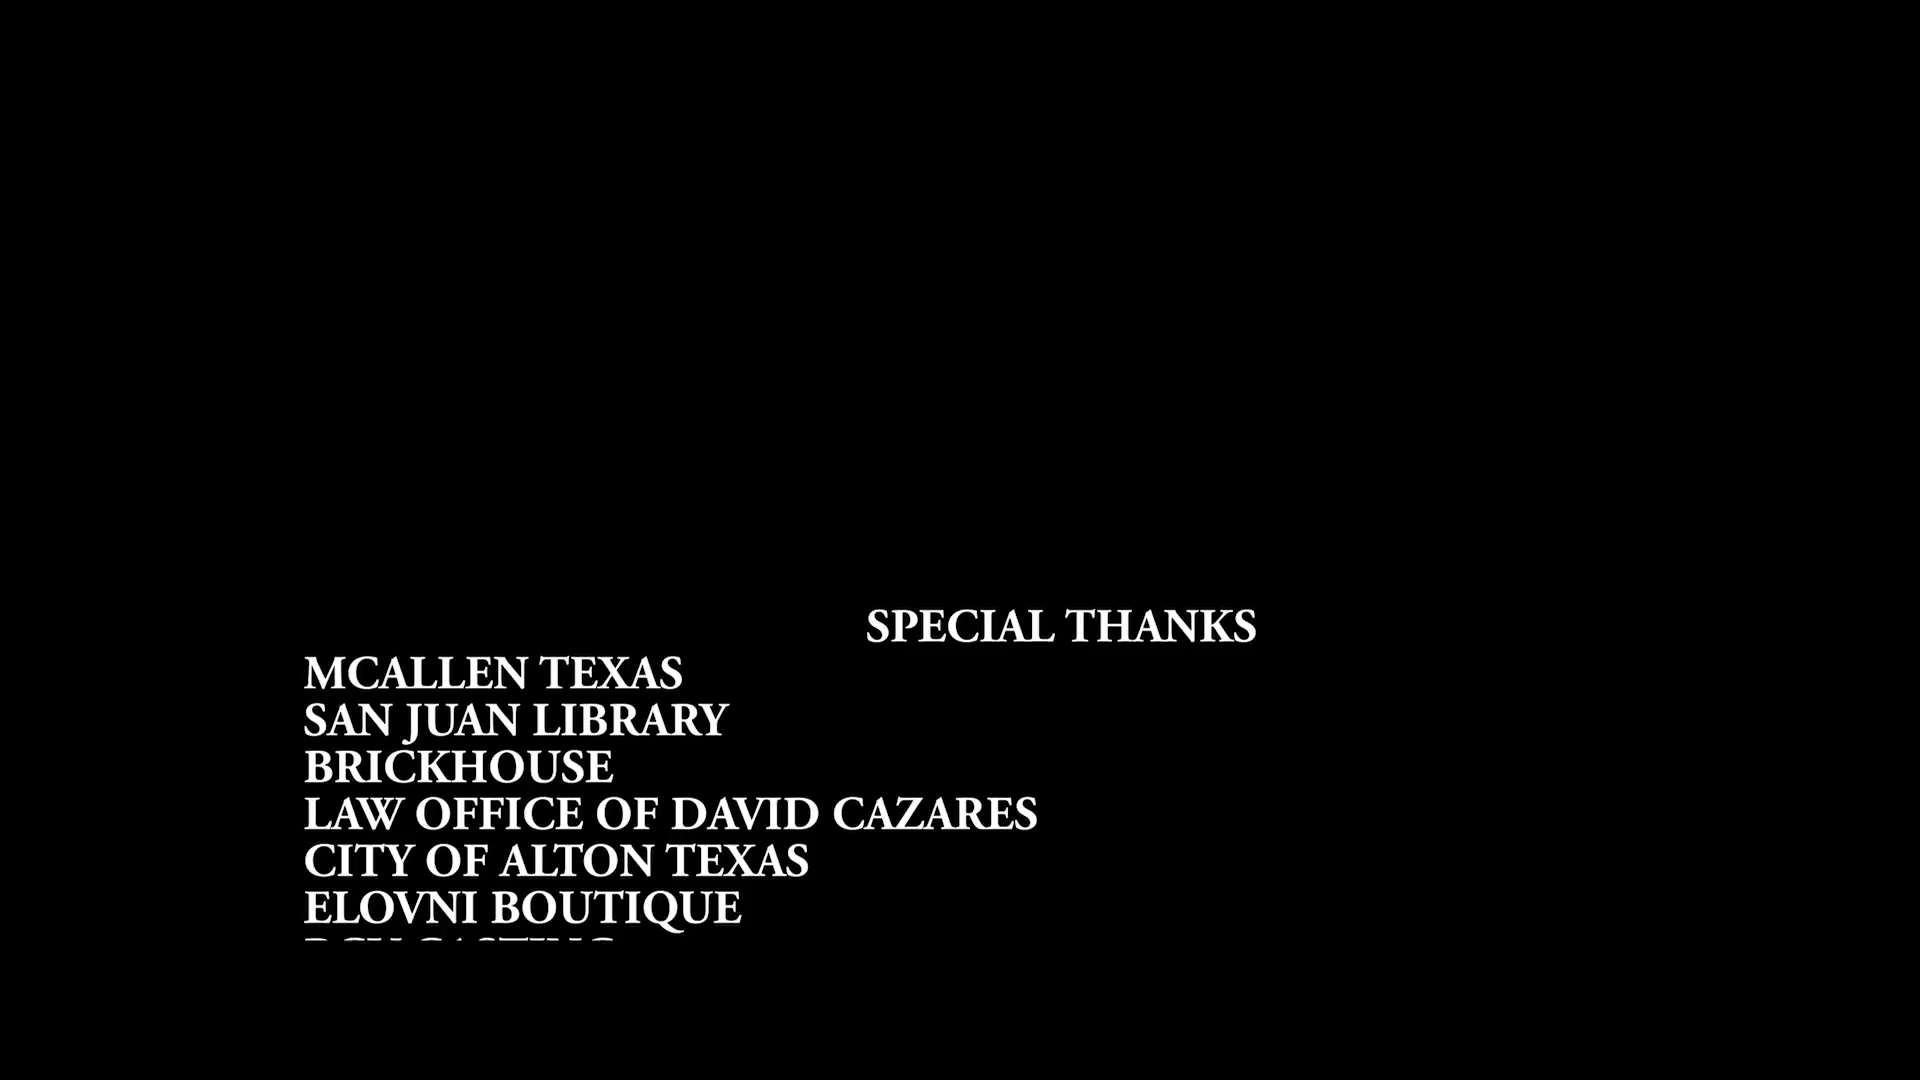 SPECIAL THANKS
MCALLEN TEXAS
SAN JUAN LIBRARY
BRICKHOUSE
LAW OFFICE OF DAVID CAZARES
CITY OF ALTON TEXAS
ELOVNI BOUTIQUE